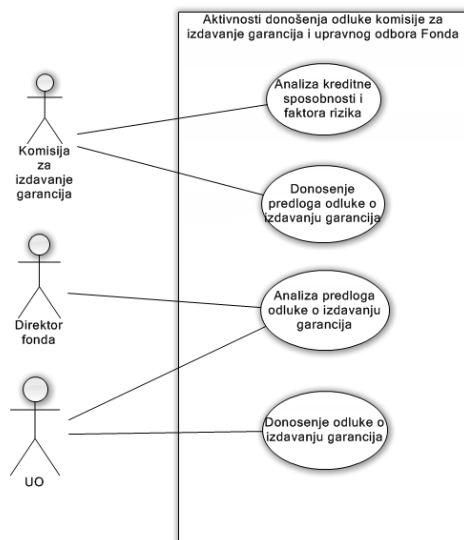 Aktivnosti donošenja odluke komisije za
izdavanje garancija i upravnog odbora Fonda
Analiza kreditne
sposobnosti i
faktora rizika
Komisija
za
izdavanje
garancija
Donosenje
predloga odluke o
izdavanju garancija
Analiza predloga
odluke o izdavanju
garancija
Direktor
fonda
Donosenje odluke o
izdavanju garancija
UO